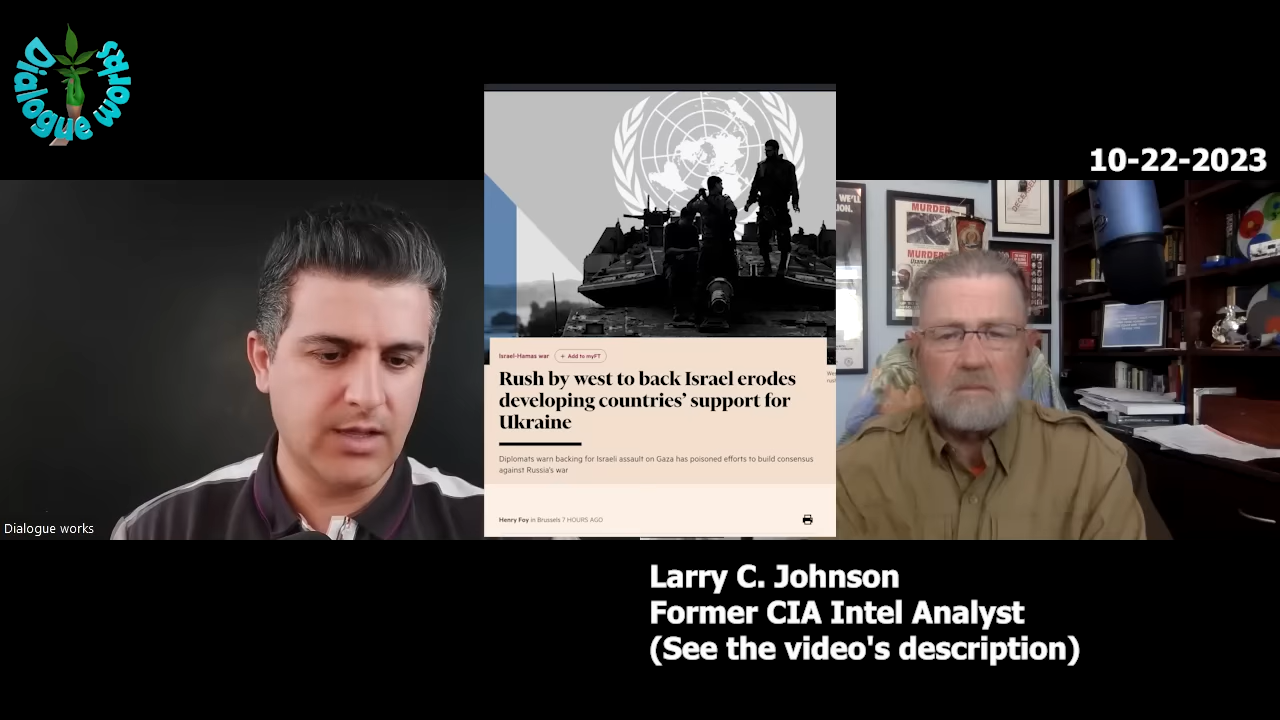 Dialogue works
10-22-2023
WE'LL
MURDER
Israel-Hamas war
+ Add to myFT
Rush by west to back Israel erodes
developing countries' support for
Ukraine
Diplomats warn backing for Israeli assault on Gaza has poisoned efforts to build consensus
against Russia's war
Henry Foy in Brussels 7 HOURS AGO
Dialogue works
Larry C. Johnson
Former CIA Intel Analyst
(See the video's description)